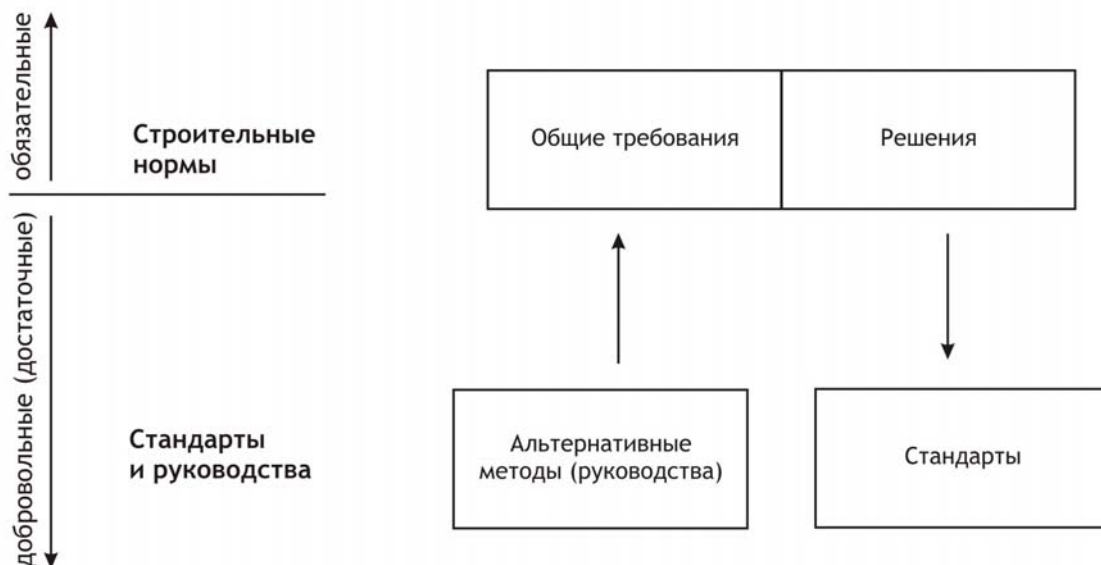 обязательные
Строительные
нормы
Общие требования
Решения
добровольные (достаточные)
Стандарты
и руководства
Альтернативные
методы (руководства)
Стандарты